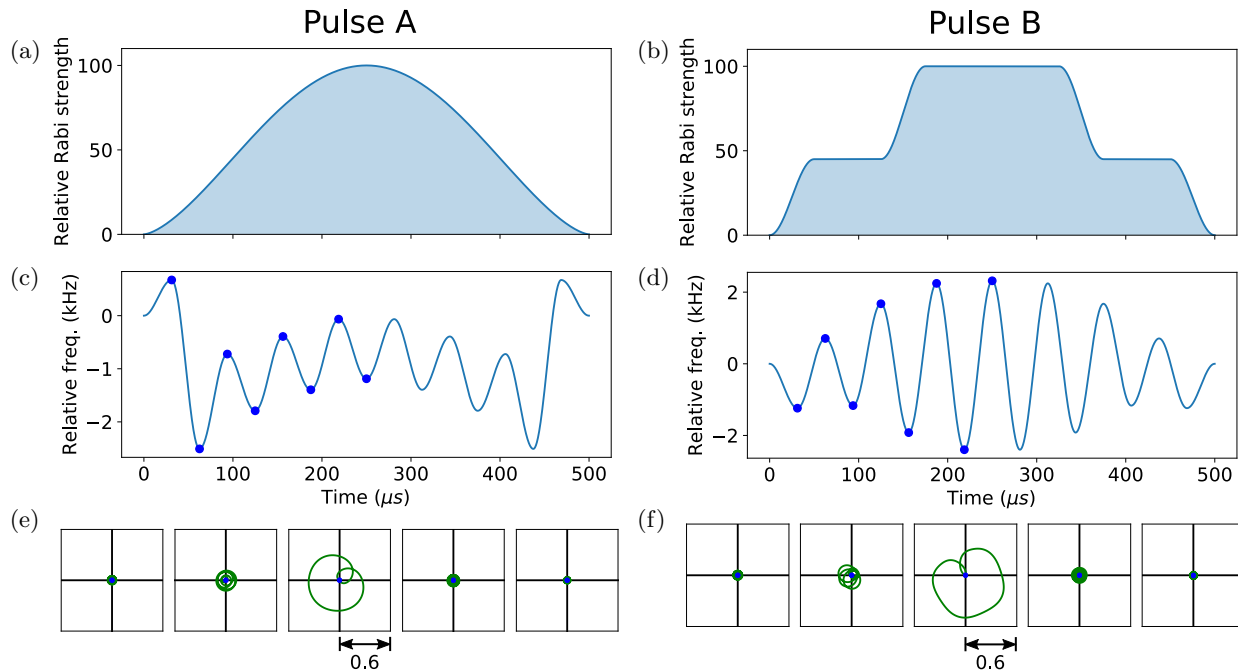 Pulse A
Pulse B
(a)
Relative Rabi strength
100
50
0
(b)
Relative Rabi strength
100
50
0
(c)
Relative freq. (kHz)
0
−1
−2
0 100 200 300 400 500
Time (μs)
(d)
Relative freq. (kHz)
2
0
−2
0 100 200 300 400 500
Time (μs)
(e)
0.6
(f)
0.6